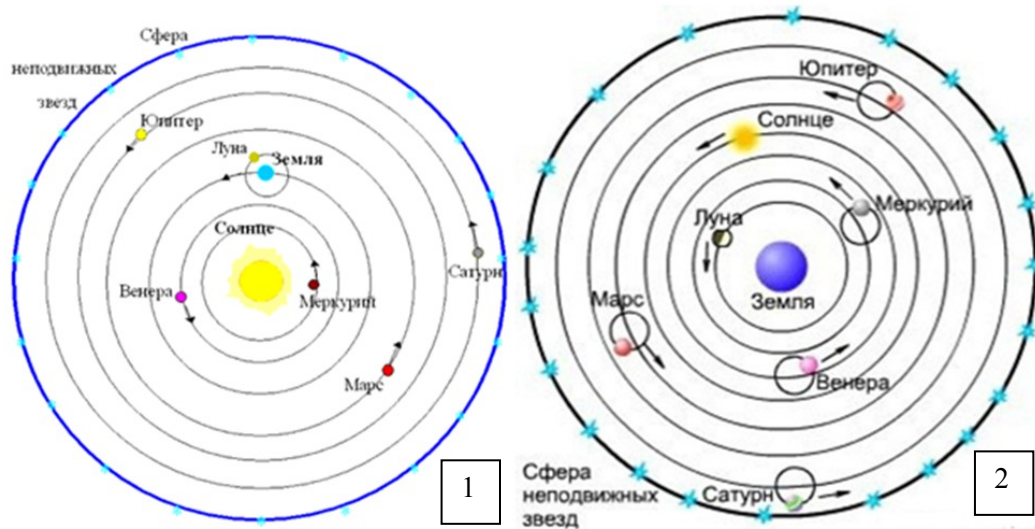 Сфера
неподвижных
звезд
Юпитер
Луна
Земля
Солнце
Сатурн
Венера
Меркурий
Марс
1
Юпитер
Солнце
Меркурий
Луна
Земля
Марс
Венера
Сфера
неподвижных
звезд
Сатурн
2